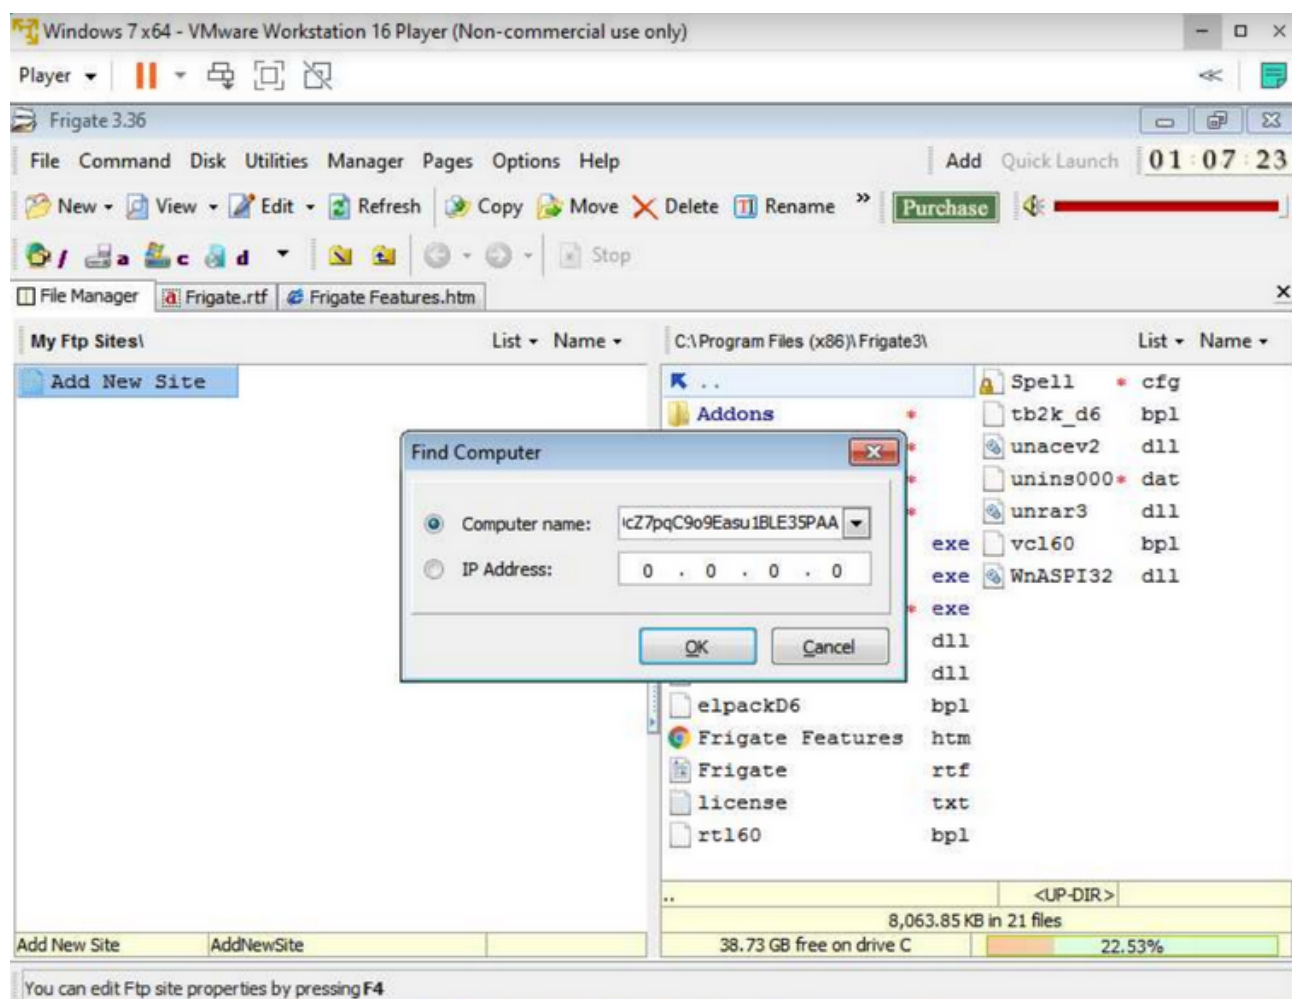 Windows 7 x64 - VMware Workstation 16 Player (Non-commercial use only)
Player
Frigate 3.36
File Command Disk Utilities Manager Pages Options Help Add Quick Launch 01:07:23
New View Edit Refresh Copy Move Delete Rename » Purchase
/ a c d Stop
File Manager Frigate.rtf Frigate Features.htm
My Ftp Sites\ List Name C:\Program Files (x86)\Frigate3\ List Name
Add New Site
.. Spell * cfg
Addons * tb2k_d6 bpl
* unacev2 dll
* unins000* dat
* unrar3 dll
exe vcl60 bpl
exe WnASPI32 dll
* exe
dll
dll
elpackD6 bpl
Frigate Features htm
Frigate rtf
license txt
rtl60 bpl
Find Computer
Computer name: cZ7pqC9o9Easu1BLE35PAA
IP Address: 0 . 0 . 0 . 0
OK Cancel
.. <UP-DIR>
8,063.85 KB in 21 files
Add New Site AddNewSite 38.73 GB free on drive C 22.53%
You can edit Ftp site properties by pressing F4